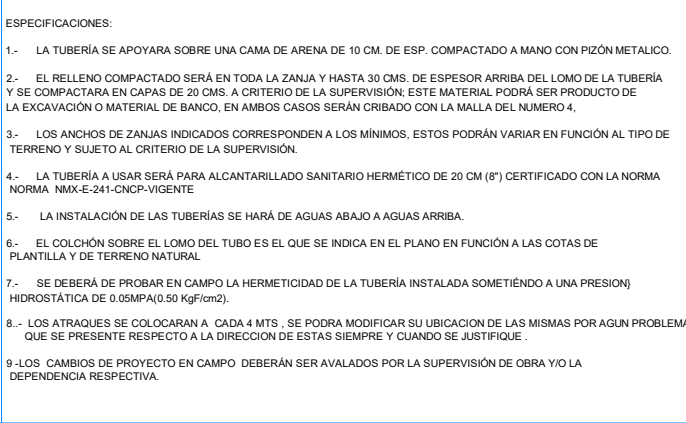 ESPECIFICACIONES:
1.- LA TUBERÍA SE APOYARA SOBRE UNA CAMA DE ARENA DE 10 CM. DE ESP. COMPACTADO A MANO CON PIZÓN METALICO.
2.- EL RELLENO COMPACTADO SERÁ EN TODA LA ZANJA Y HASTA 30 CMS. DE ESPESOR ARRIBA DEL LOMO DE LA TUBERÍA
Y SE COMPACTARA EN CAPAS DE 20 CMS. A CRITERIO DE LA SUPERVISIÓN; ESTE MATERIAL PODRÁ SER PRODUCTO DE
LA EXCAVACIÓN O MATERIAL DE BANCO, EN AMBOS CASOS SERÁN CRIBADO CON LA MALLA DEL NUMERO 4,
3.- LOS ANCHOS DE ZANJAS INDICADOS CORRESPONDEN A LOS MÍNIMOS, ESTOS PODRÁN VARIAR EN FUNCIÓN AL TIPO DE
TERRENO Y SUJETO AL CRITERIO DE LA SUPERVISIÓN.
4.- LA TUBERÍA A USAR SERÁ PARA ALCANTARILLADO SANITARIO HERMÉTICO DE 20 CM (8") CERTIFICADO CON LA NORMA
NORMA NMX-E-241-CNCP-VIGENTE
5.- LA INSTALACIÓN DE LAS TUBERÍAS SE HARÁ DE AGUAS ABAJO A AGUAS ARRIBA.
6.- EL COLCHÓN SOBRE EL LOMO DEL TUBO ES EL QUE SE INDICA EN EL PLANO EN FUNCIÓN A LAS COTAS DE
PLANTILLA Y DE TERRENO NATURAL
7.- SE DEBERÁ DE PROBAR EN CAMPO LA HERMETICIDAD DE LA TUBERÍA INSTALADA SOMETIÉNDO A UNA PRESION}
HIDROSTÁTICA DE 0.05MPA(0.50 KgF/cm2).
8..- LOS ATRAQUES SE COLOCARAN A CADA 4 MTS , SE PODRA MODIFICAR SU UBICACION DE LAS MISMAS POR AGUN PROBLEMA
QUE SE PRESENTE RESPECTO A LA DIRECCION DE ESTAS SIEMPRE Y CUANDO SE JUSTIFIQUE .
9 -LOS CAMBIOS DE PROYECTO EN CAMPO DEBERÁN SER AVALADOS POR LA SUPERVISIÓN DE OBRA Y/O LA
DEPENDENCIA RESPECTIVA.